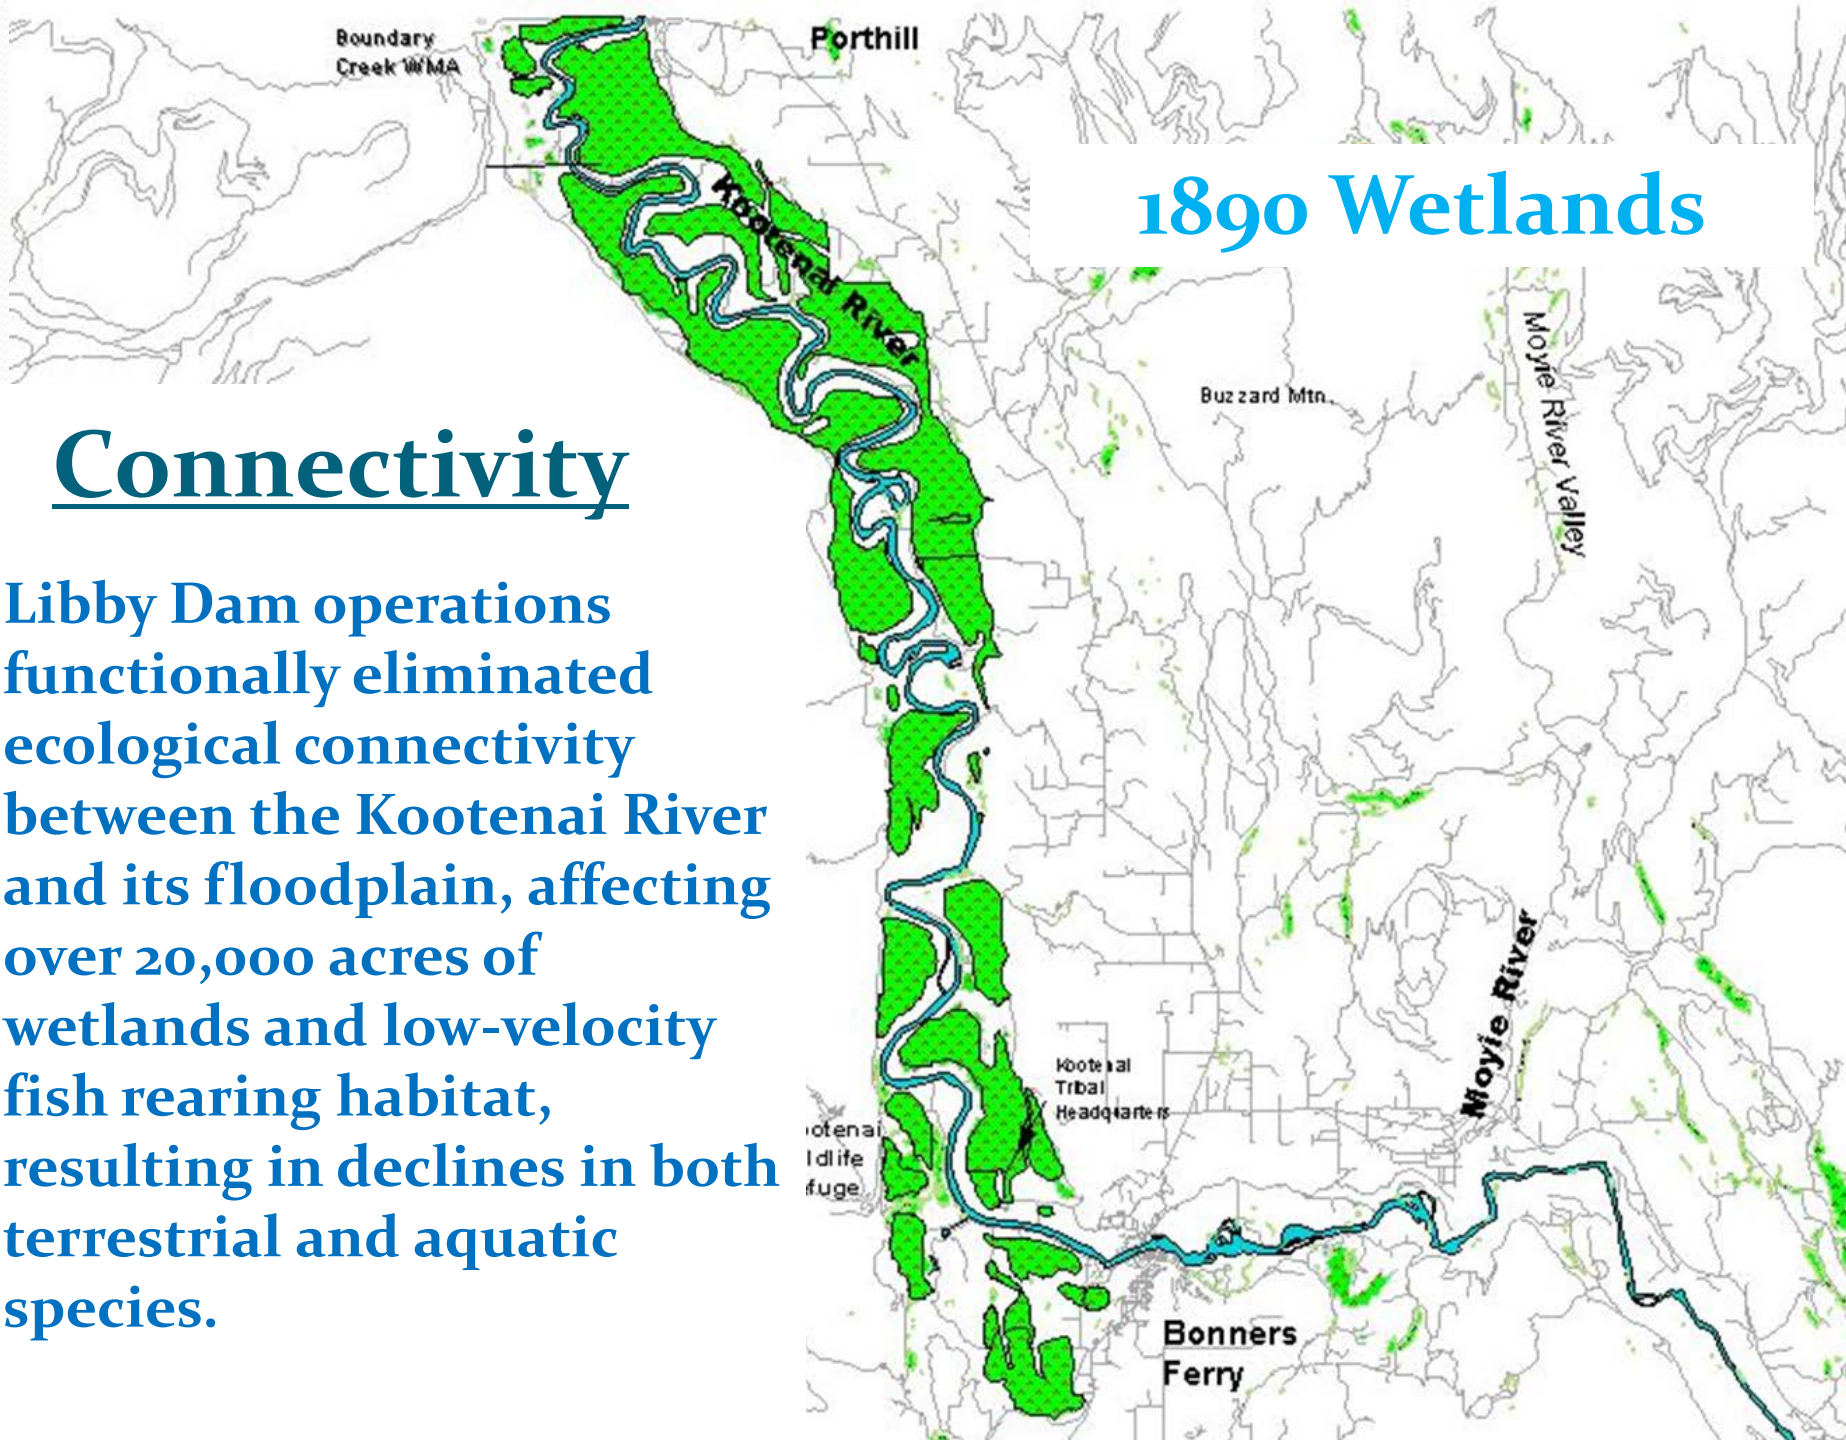 Boundary
Creek WMA
Porthill
1890 Wetlands
Kootenai River
Moyie River Valley
Buzzard Mtn.
Connectivity
Libby Dam operations
functionally eliminated
ecological connectivity
between the Kootenai River
and its floodplain, affecting
over 20,000 acres of
wetlands and low-velocity
fish rearing habitat,
resulting in declines in both
terrestrial and aquatic
species.
Moyie River
Kootenai
Tribal
Headquarters
otenai
ldlife
fuge
Bonners
Ferry